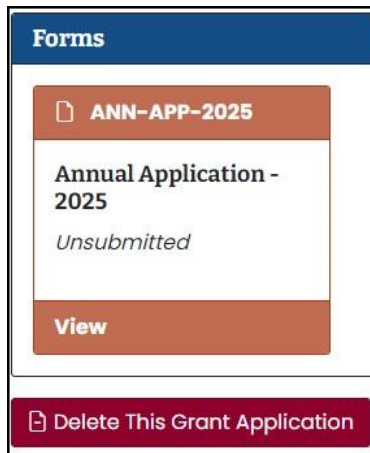 Forms
ANN-APP-2025
Annual Application -
2025
Unsubmitted
View
Delete This Grant Application